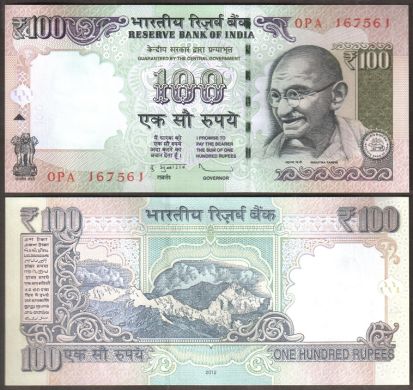 ₹100 भारतीय रिज़र्व बैंक 0PA 167561
RESERVE BANK OF INDIA
केन्द्रीय सरकार द्वारा प्रत्याभूत
GUARANTEED BY THE CENTRAL GOVERNMENT
₹100
100
एक सौ रुपये
मैं धारक को
एक सौ रुपये
अदा करने का
वचन देता हूँ।
I PROMISE TO
PAY THE BEARER
THE SUM OF ONE
HUNDRED RUPEES
गवर्नर GOVERNOR
महात्मा गांधी MAHATMA GANDHI
0PA 167561
₹100 भारतीय रिज़र्व बैंक ₹100
100 एक सौ रुपये
2012
ONE HUNDRED RUPEES